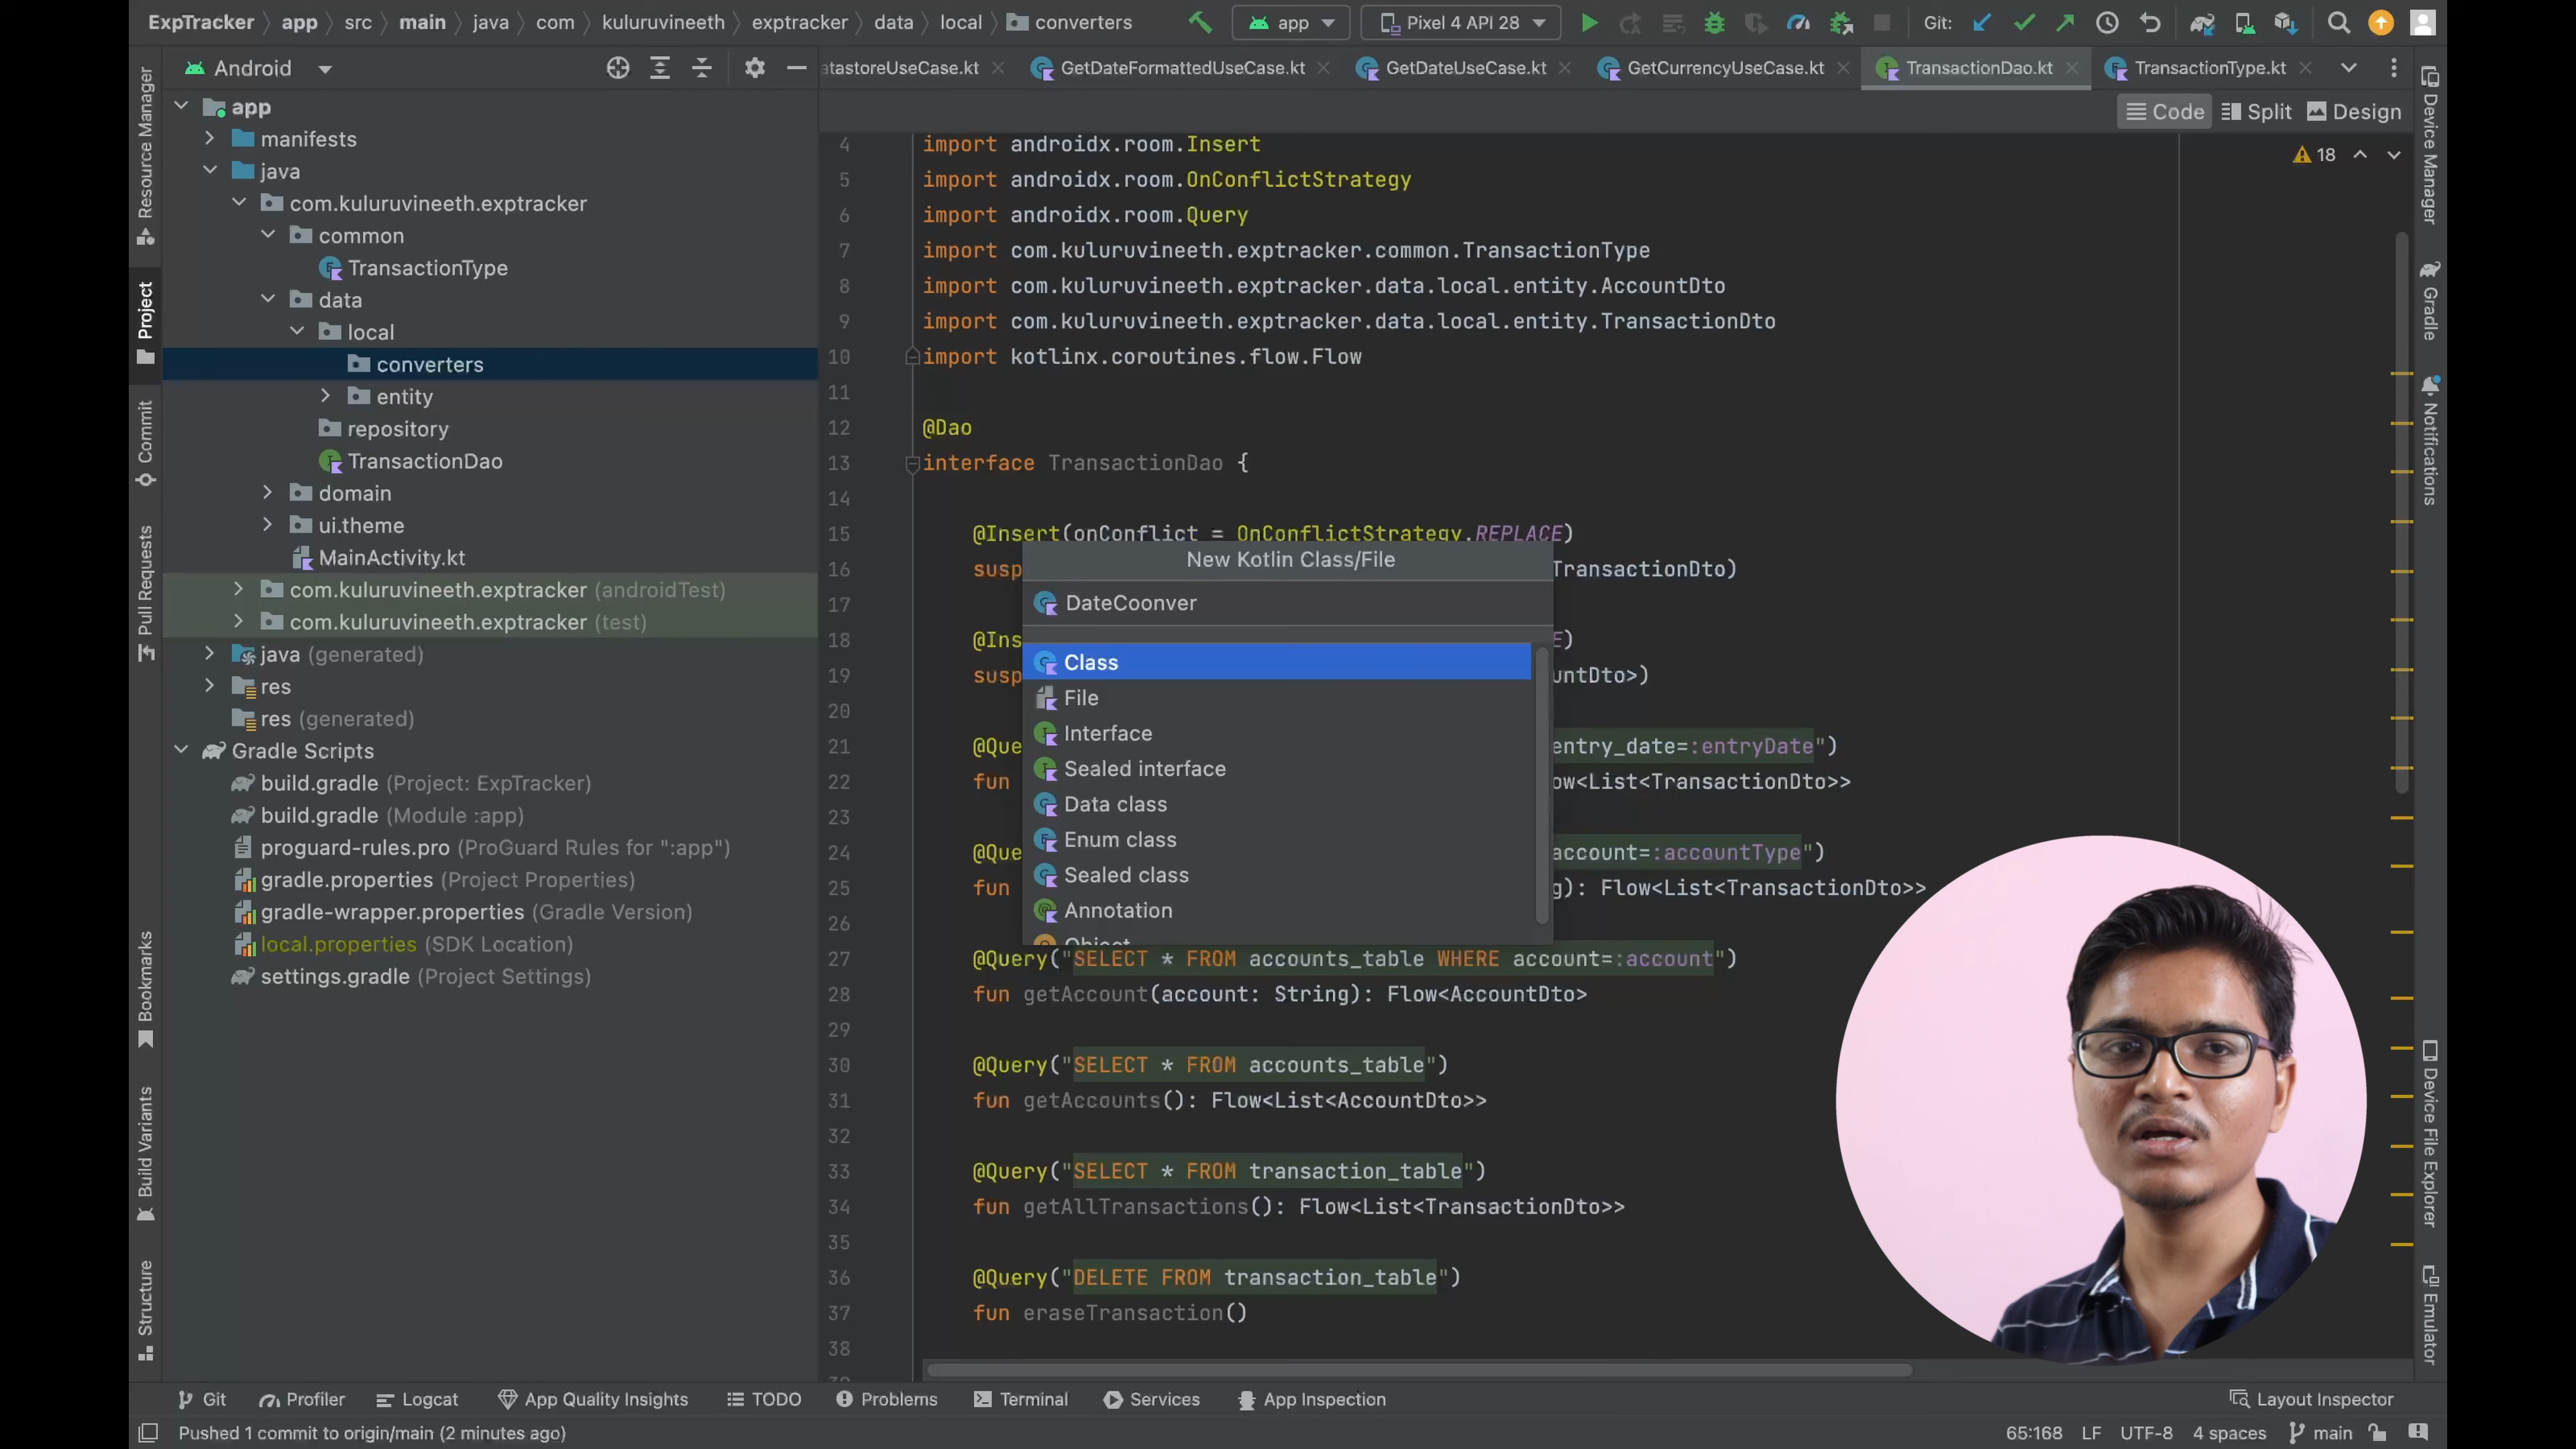 ExpTracker app src main java com kuluruvineeth exptracker data local converters
app Pixel 4 API 28 Git:
Android
atastoreUseCase.kt GetDateFormattedUseCase.kt GetDateUseCase.kt GetCurrencyUseCase.kt TransactionDao.kt TransactionType.kt
Code Split Design
18
Resource Manager
Project
Commit
Pull Requests
Bookmarks
Build Variants
Structure
app
manifests
java
com.kuluruvineeth.exptracker
common
TransactionType
data
local
converters
entity
repository
TransactionDao
domain
ui.theme
MainActivity.kt
com.kuluruvineeth.exptracker (androidTest)
com.kuluruvineeth.exptracker (test)
java (generated)
res
res (generated)
Gradle Scripts
build.gradle (Project: ExpTracker)
build.gradle (Module :app)
proguard-rules.pro (ProGuard Rules for ":app")
gradle.properties (Project Properties)
gradle-wrapper.properties (Gradle Version)
local.properties (SDK Location)
settings.gradle (Project Settings)
4 import androidx.room.Insert
5 import androidx.room.OnConflictStrategy
6 import androidx.room.Query
7 import com.kuluruvineeth.exptracker.common.TransactionType
8 import com.kuluruvineeth.exptracker.data.local.entity.AccountDto
9 import com.kuluruvineeth.exptracker.data.local.entity.TransactionDto
10 import kotlinx.coroutines.flow.Flow
11
12 @Dao
13 interface TransactionDao {
14
15 @Insert(onConflict = OnConflictStrategy.REPLACE)
16 susp TransactionDto)
17
18 @Ins E)
19 susp untDto>)
20
21 @Que entry_date=:entryDate")
22 fun ow<List<TransactionDto>>
23
24 @Que account=:accountType")
25 fun g): Flow<List<TransactionDto>>
26
27 @Query("SELECT * FROM accounts_table WHERE account=:account")
28 fun getAccount(account: String): Flow<AccountDto>
29
30 @Query("SELECT * FROM accounts_table")
31 fun getAccounts(): Flow<List<AccountDto>>
32
33 @Query("SELECT * FROM transaction_table")
34 fun getAllTransactions(): Flow<List<TransactionDto>>
35
36 @Query("DELETE FROM transaction_table")
37 fun eraseTransaction()
38
New Kotlin Class/File
DateCoonver
Class
File
Interface
Sealed interface
Data class
Enum class
Sealed class
Annotation
Object
Device Manager
Gradle
Notifications
Device File Explorer
Emulator
Git Profiler Logcat App Quality Insights TODO Problems Terminal Services App Inspection Layout Inspector
Pushed 1 commit to origin/main (2 minutes ago) 65:168 LF UTF-8 4 spaces main